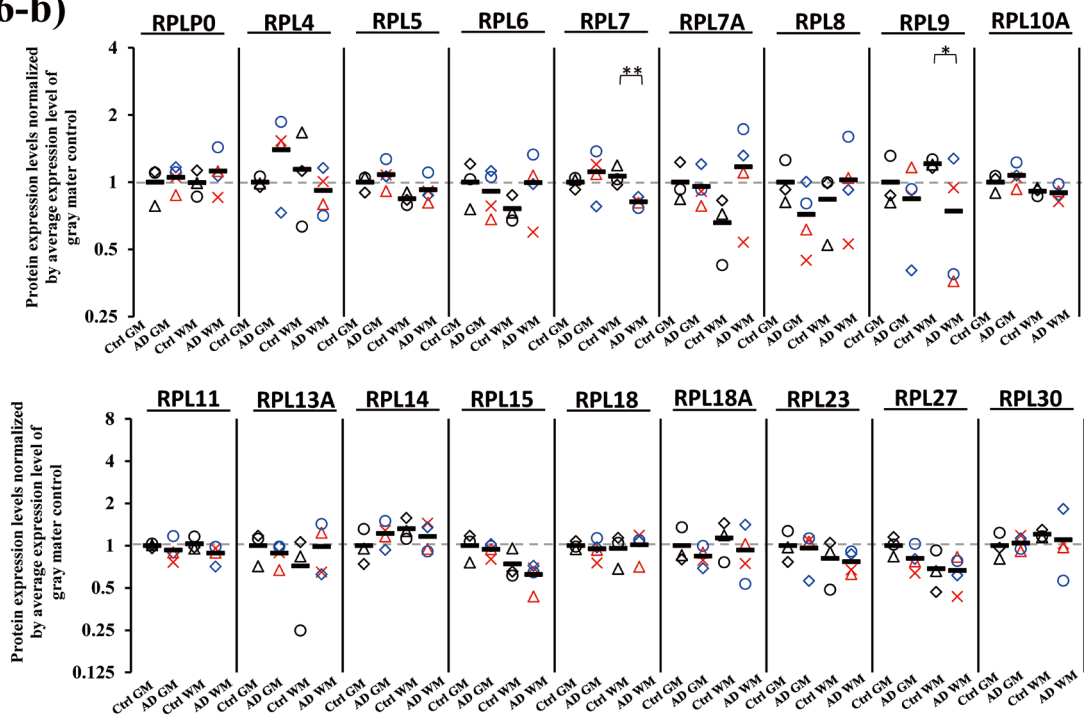 6-b)
RPLP0 RPL4 RPL5 RPL6 RPL7 RPL7A RPL8 RPL9 RPL10A
Protein expression levels normalized
by average expression level of
gray mater control
4
2
1
0.5
0.25
** *
Ctrl GM AD GM Ctrl WM AD WM Ctrl GM AD GM Ctrl WM AD WM Ctrl GM AD GM Ctrl WM AD WM Ctrl GM AD GM Ctrl WM AD WM Ctrl GM AD GM Ctrl WM AD WM Ctrl GM AD GM Ctrl WM AD WM Ctrl GM AD GM Ctrl WM AD WM Ctrl GM AD GM Ctrl WM AD WM Ctrl GM AD GM Ctrl WM AD WM
RPL11 RPL13A RPL14 RPL15 RPL18 RPL18A RPL23 RPL27 RPL30
Protein expression levels normalized
by average expression level of
gray mater control
8
4
2
1
0.5
0.25
0.125
Ctrl GM AD GM Ctrl WM AD WM Ctrl GM AD GM Ctrl WM AD WM Ctrl GM AD GM Ctrl WM AD WM Ctrl GM AD GM Ctrl WM AD WM Ctrl GM AD GM Ctrl WM AD WM Ctrl GM AD GM Ctrl WM AD WM Ctrl GM AD GM Ctrl WM AD WM Ctrl GM AD GM Ctrl WM AD WM Ctrl GM AD GM Ctrl WM AD WM